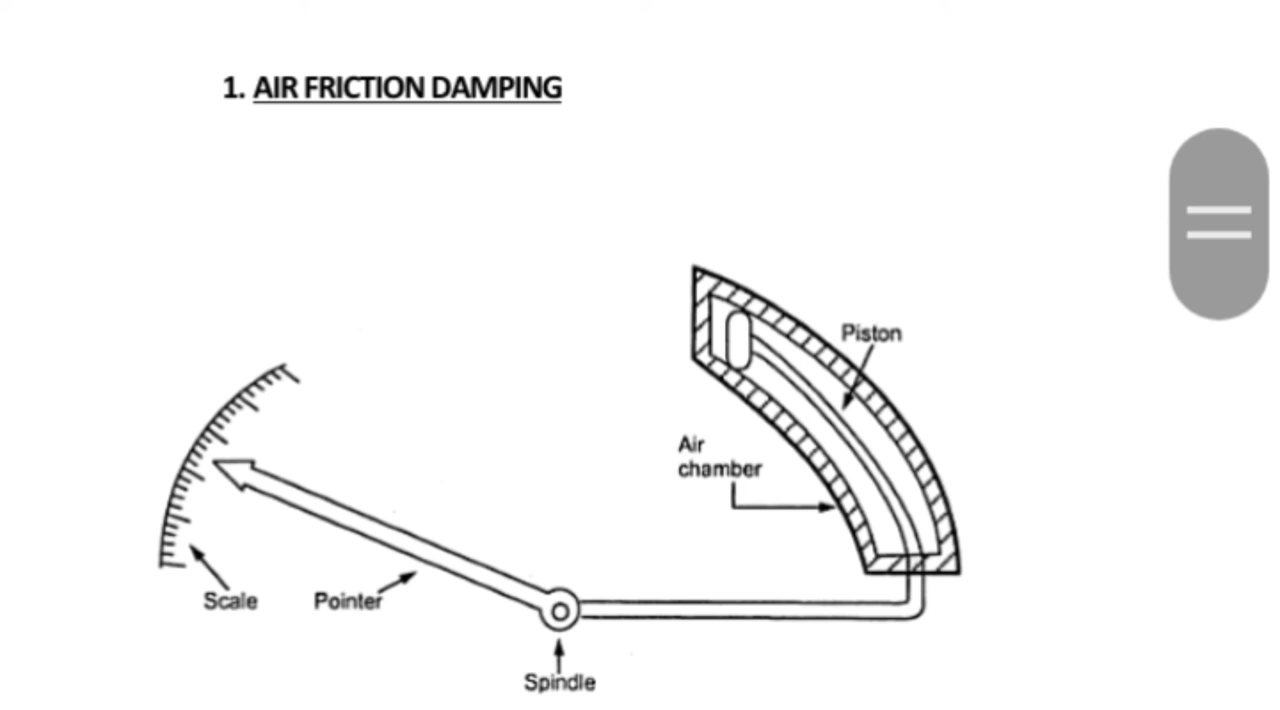 1. AIR FRICTION DAMPING
Piston
Air
chamber
Scale
Pointer
Spindle